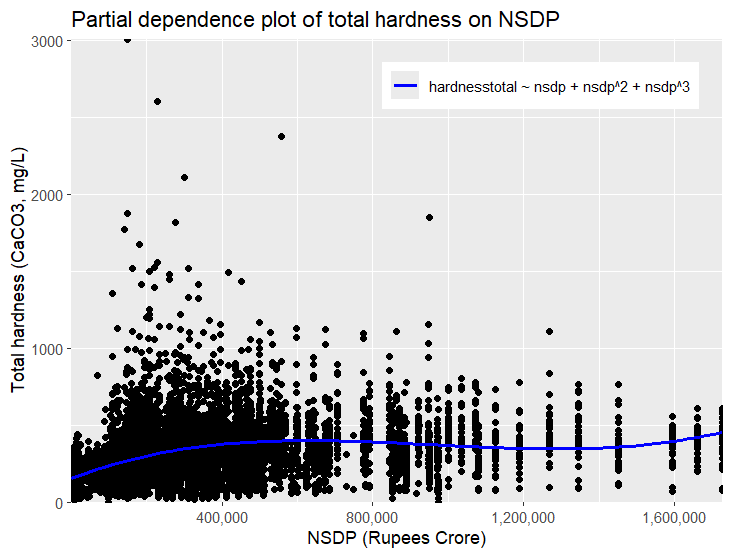 Partial dependence plot of total hardness on NSDP
hardnesstotal ~ nsdp + nsdp^2 + nsdp^3
Total hardness (CaCO3, mg/L)
3000
2000
1000
0
400,000 800,000 1,200,000 1,600,000
NSDP (Rupees Crore)